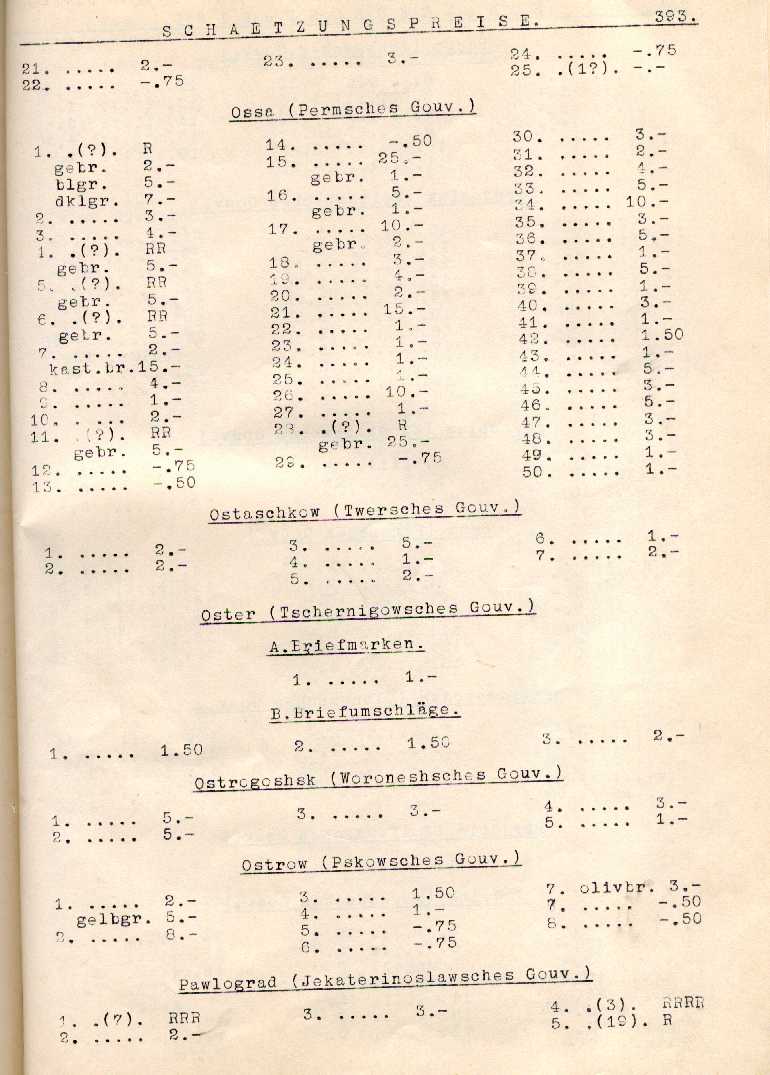 SCHAETZUNGSPREISE. 393.
21. ..... 2.-
22. ..... -.75
23. ..... 3.-
24. ..... -.75
25. .(1?). -.-
Ossa (Permsches Gouv.)
1. .(?). R
gebr. 2.-
blgr. 5.-
dklgr. 7.-
2. ..... 3.-
3. ..... 4.-
1. .(?). RR
gebr. 5.-
5. .(?). RR
gebr. 5.-
6. .(?). RR
gebr. 5.-
7. ..... 2.-
kast.br.15.-
8. ..... 4.-
9. ..... 1.-
10. ..... 2.-
11. .(?). RR
gebr. 5.-
12. ..... -.75
13. ..... -.50
14. ..... -.50
15. ..... 25.-
gebr. 1.-
16. ..... 5.-
gebr. 1.-
17. ..... 10.-
gebr. 2.-
18. ..... 3.-
19. ..... 4.-
20. ..... 2.-
21. ..... 15.-
22. ..... 1.-
23. ..... 1.-
24. ..... 1.-
25. ..... 1.-
26. ..... 10.-
27. ..... 1.-
28. .(?). R
gebr. 25.-
29. ..... -.75
30. ..... 3.-
31. ..... 2.-
32. ..... 4.-
33. ..... 5.-
34. ..... 10.-
35. ..... 3.-
36. ..... 5.-
37. ..... 1.-
38. ..... 5.-
39. ..... 1.-
40. ..... 3.-
41. ..... 1.-
42. ..... 1.50
43. ..... 1.-
44. ..... 5.-
45. ..... 3.-
46. ..... 5.-
47. ..... 3.-
48. ..... 3.-
49. ..... 1.-
50. ..... 1.-
Ostaschkow (Twersches Gouv.)
1. ..... 2.-
2. ..... 2.-
3. ..... 5.-
4. ..... 1.-
5. ..... 2.-
6. ..... 1.-
7. ..... 2.-
Oster (Tschernigowsches Gouv.)
A.Briefmarken.
1. ..... 1.-
B.Briefumschläge.
1. ..... 1.50
2. ..... 1.50
3. ..... 2.-
Ostrogoshsk (Woroneshsches Gouv.)
1. ..... 5.-
2. ..... 5.-
3. ..... 3.-
4. ..... 3.-
5. ..... 1.-
Ostrow (Pskowsches Gouv.)
1. ..... 2.-
gelbgr. 5.-
2. ..... 8.-
3. ..... 1.50
4. ..... 1.-
5. ..... -.75
6. ..... -.75
7. olivbr. 3.-
7. ..... -.50
8. ..... -.50
Pawlograd (Jekaterinoslawsches Gouv.)
1. .(7). RRR
2. ..... 2.-
3. ..... 3.-
4. .(3). RRRR
5. .(19). R